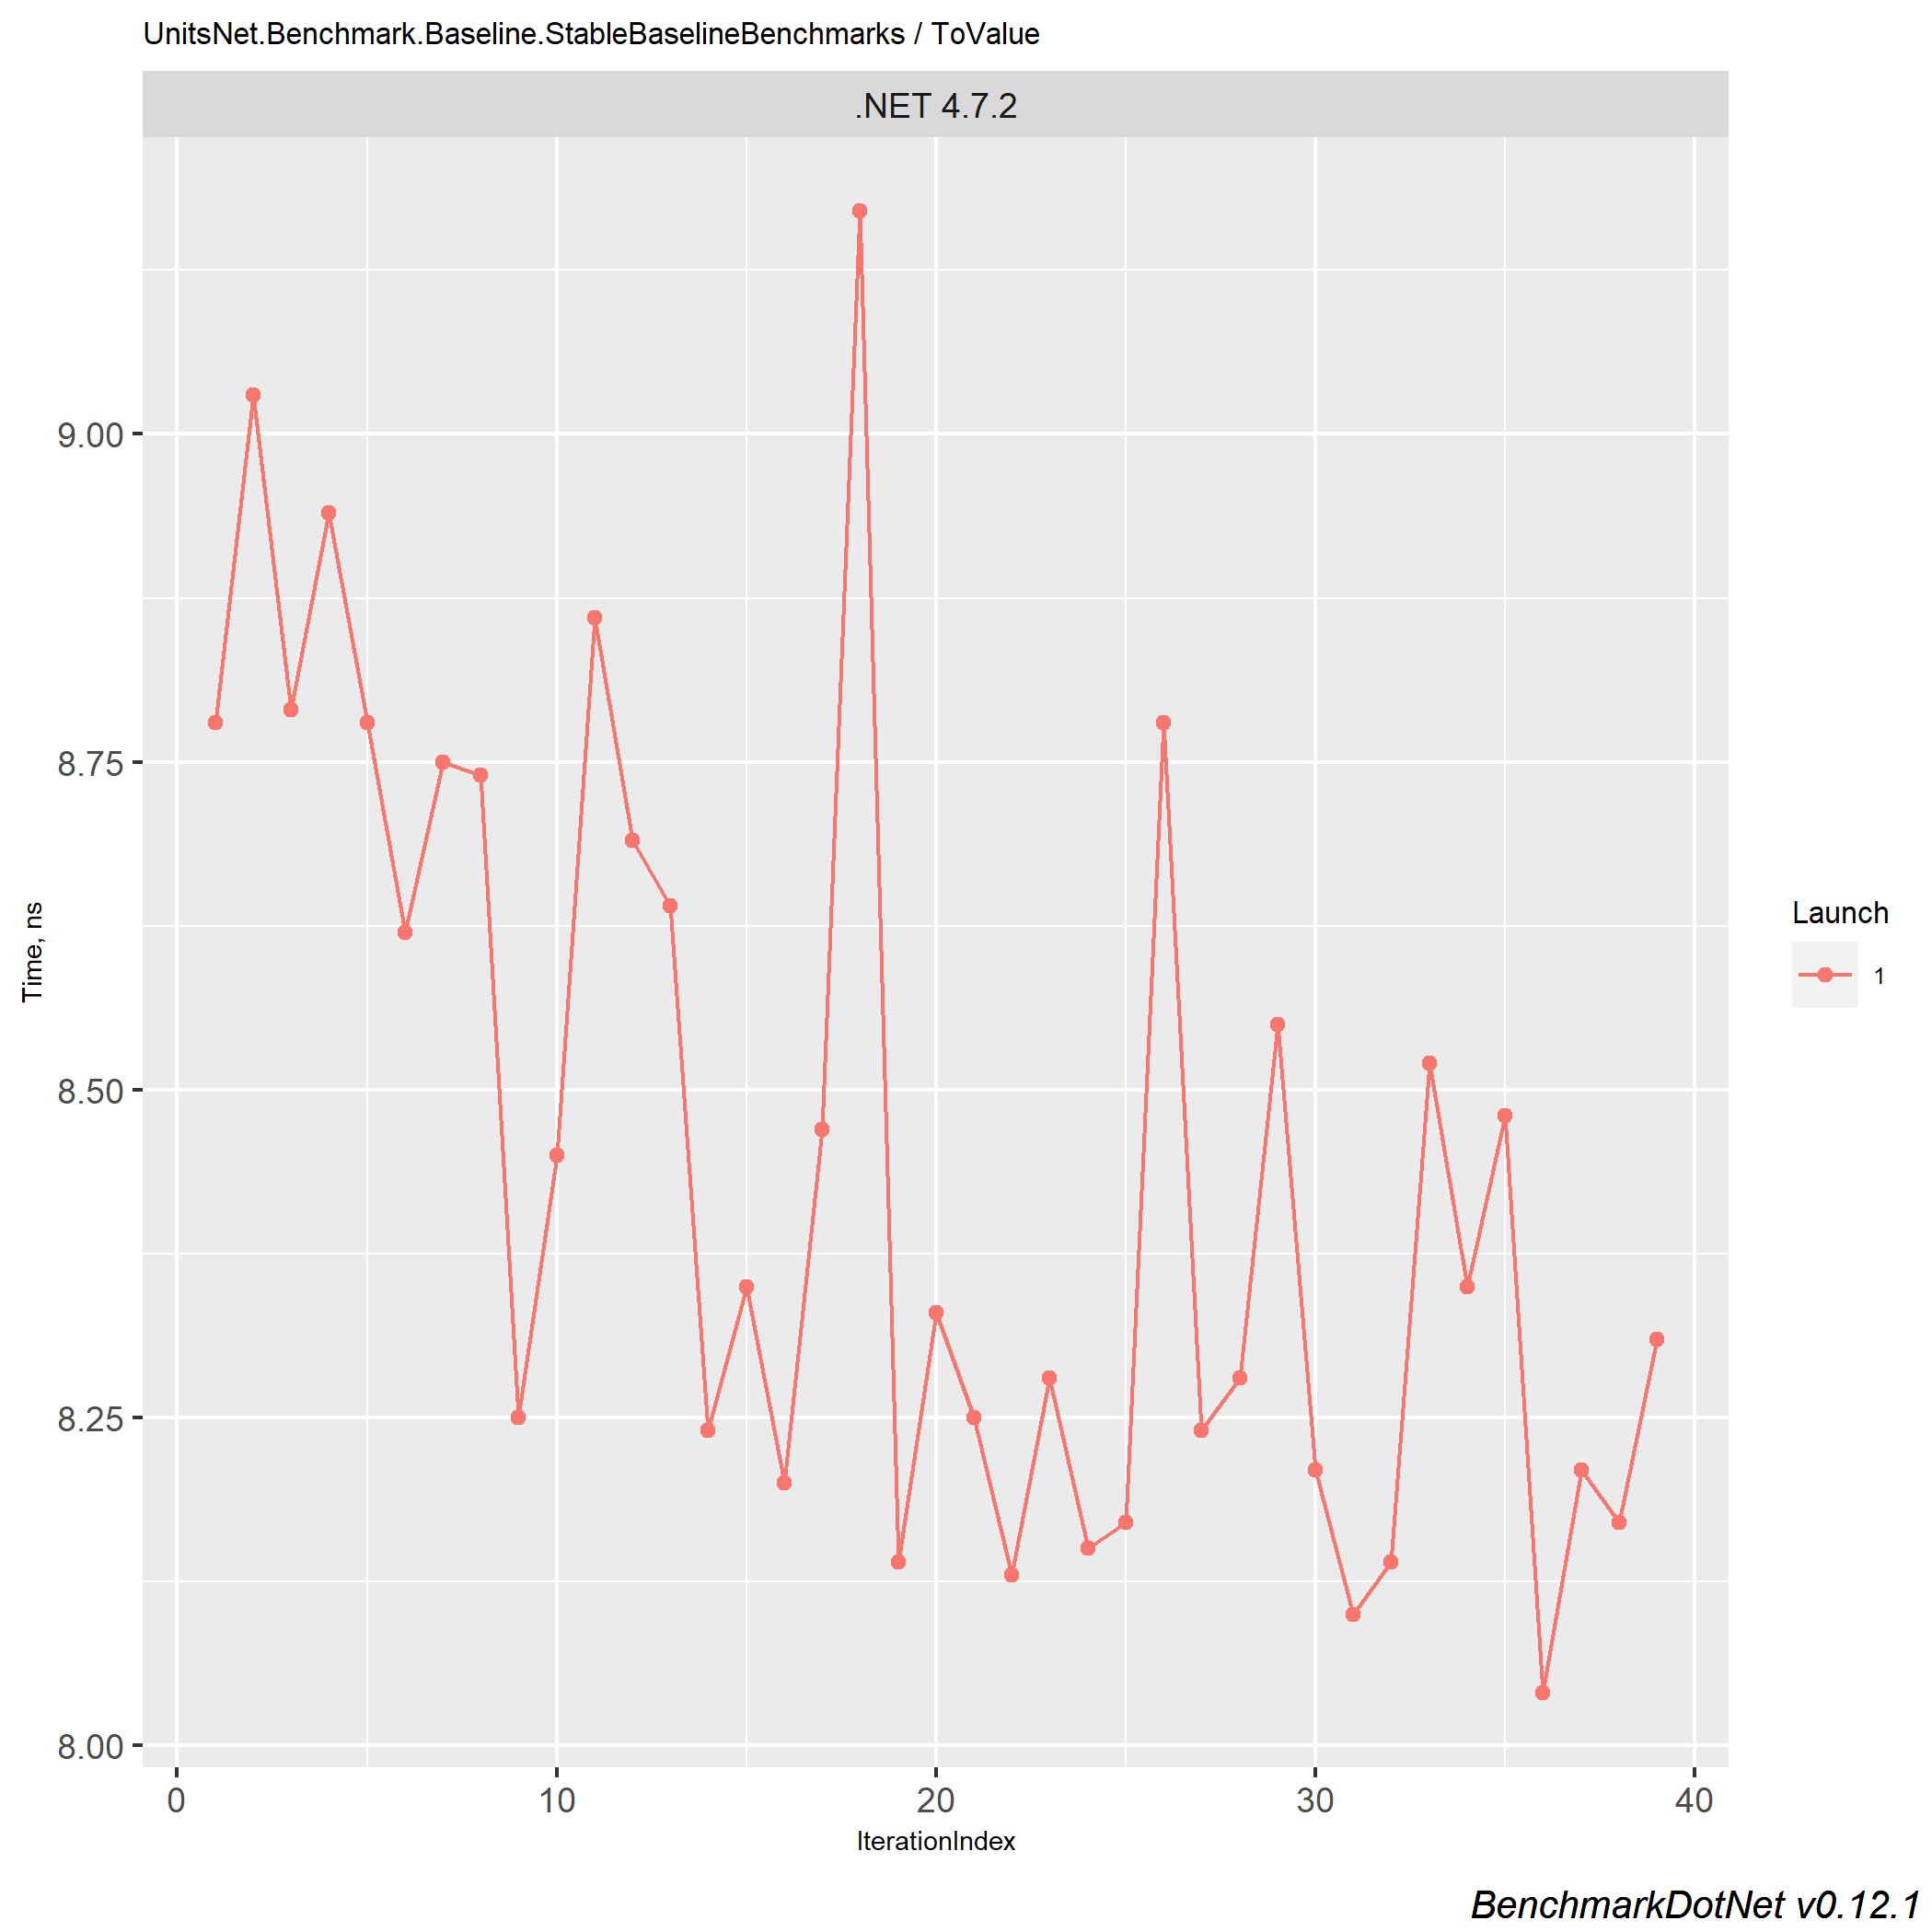 UnitsNet.Benchmark.Baseline.StableBaselineBenchmarks / ToValue
.NET 4.7.2
9.00
8.75
8.50
8.25
8.00
Time, ns
0 10 20 30 40
IterationIndex
Launch
1
BenchmarkDotNet v0.12.1